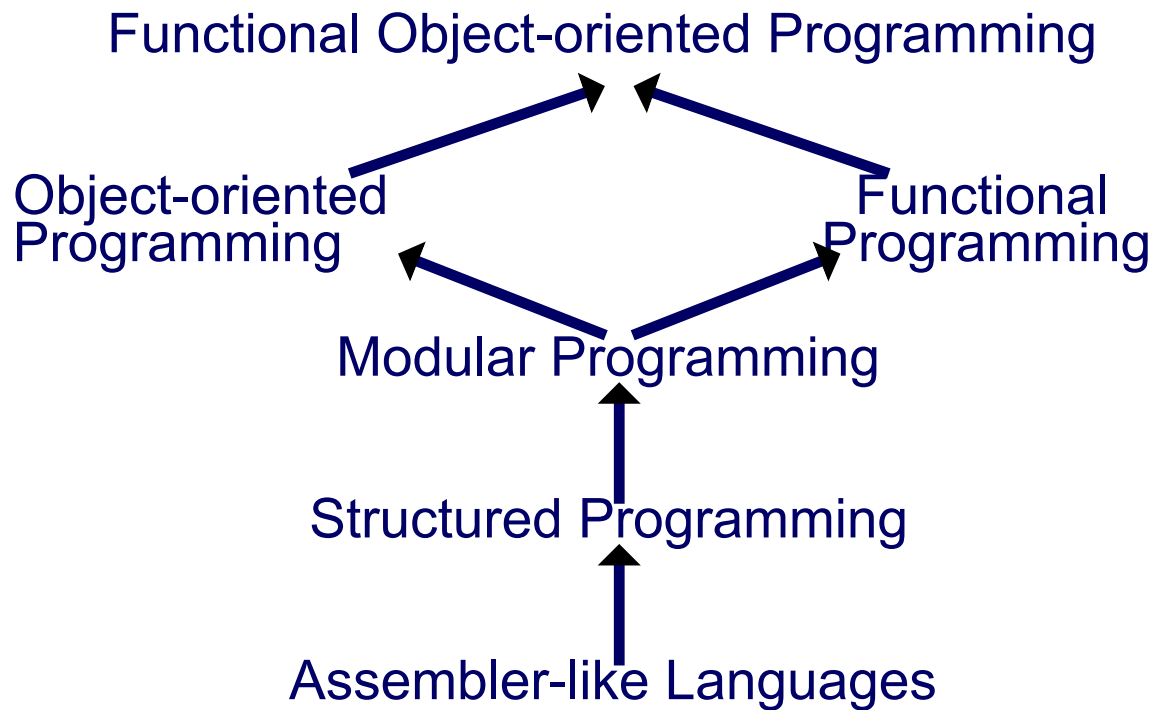 Functional Object-oriented Programming
Object-oriented
Programming
Functional
Programming
Modular Programming
Structured Programming
Assembler-like Languages